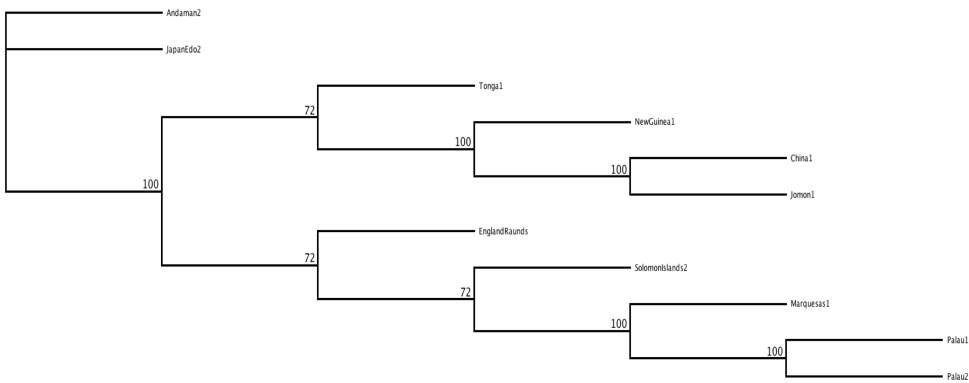 Andaman2
JapanEdo2
Tonga1
72
NewGuinea1
100
China1
100
Jomon1
100
EnglandRaunds
72
SolomonIslands2
72
Marquesas1
100
Palau1
100
Palau2